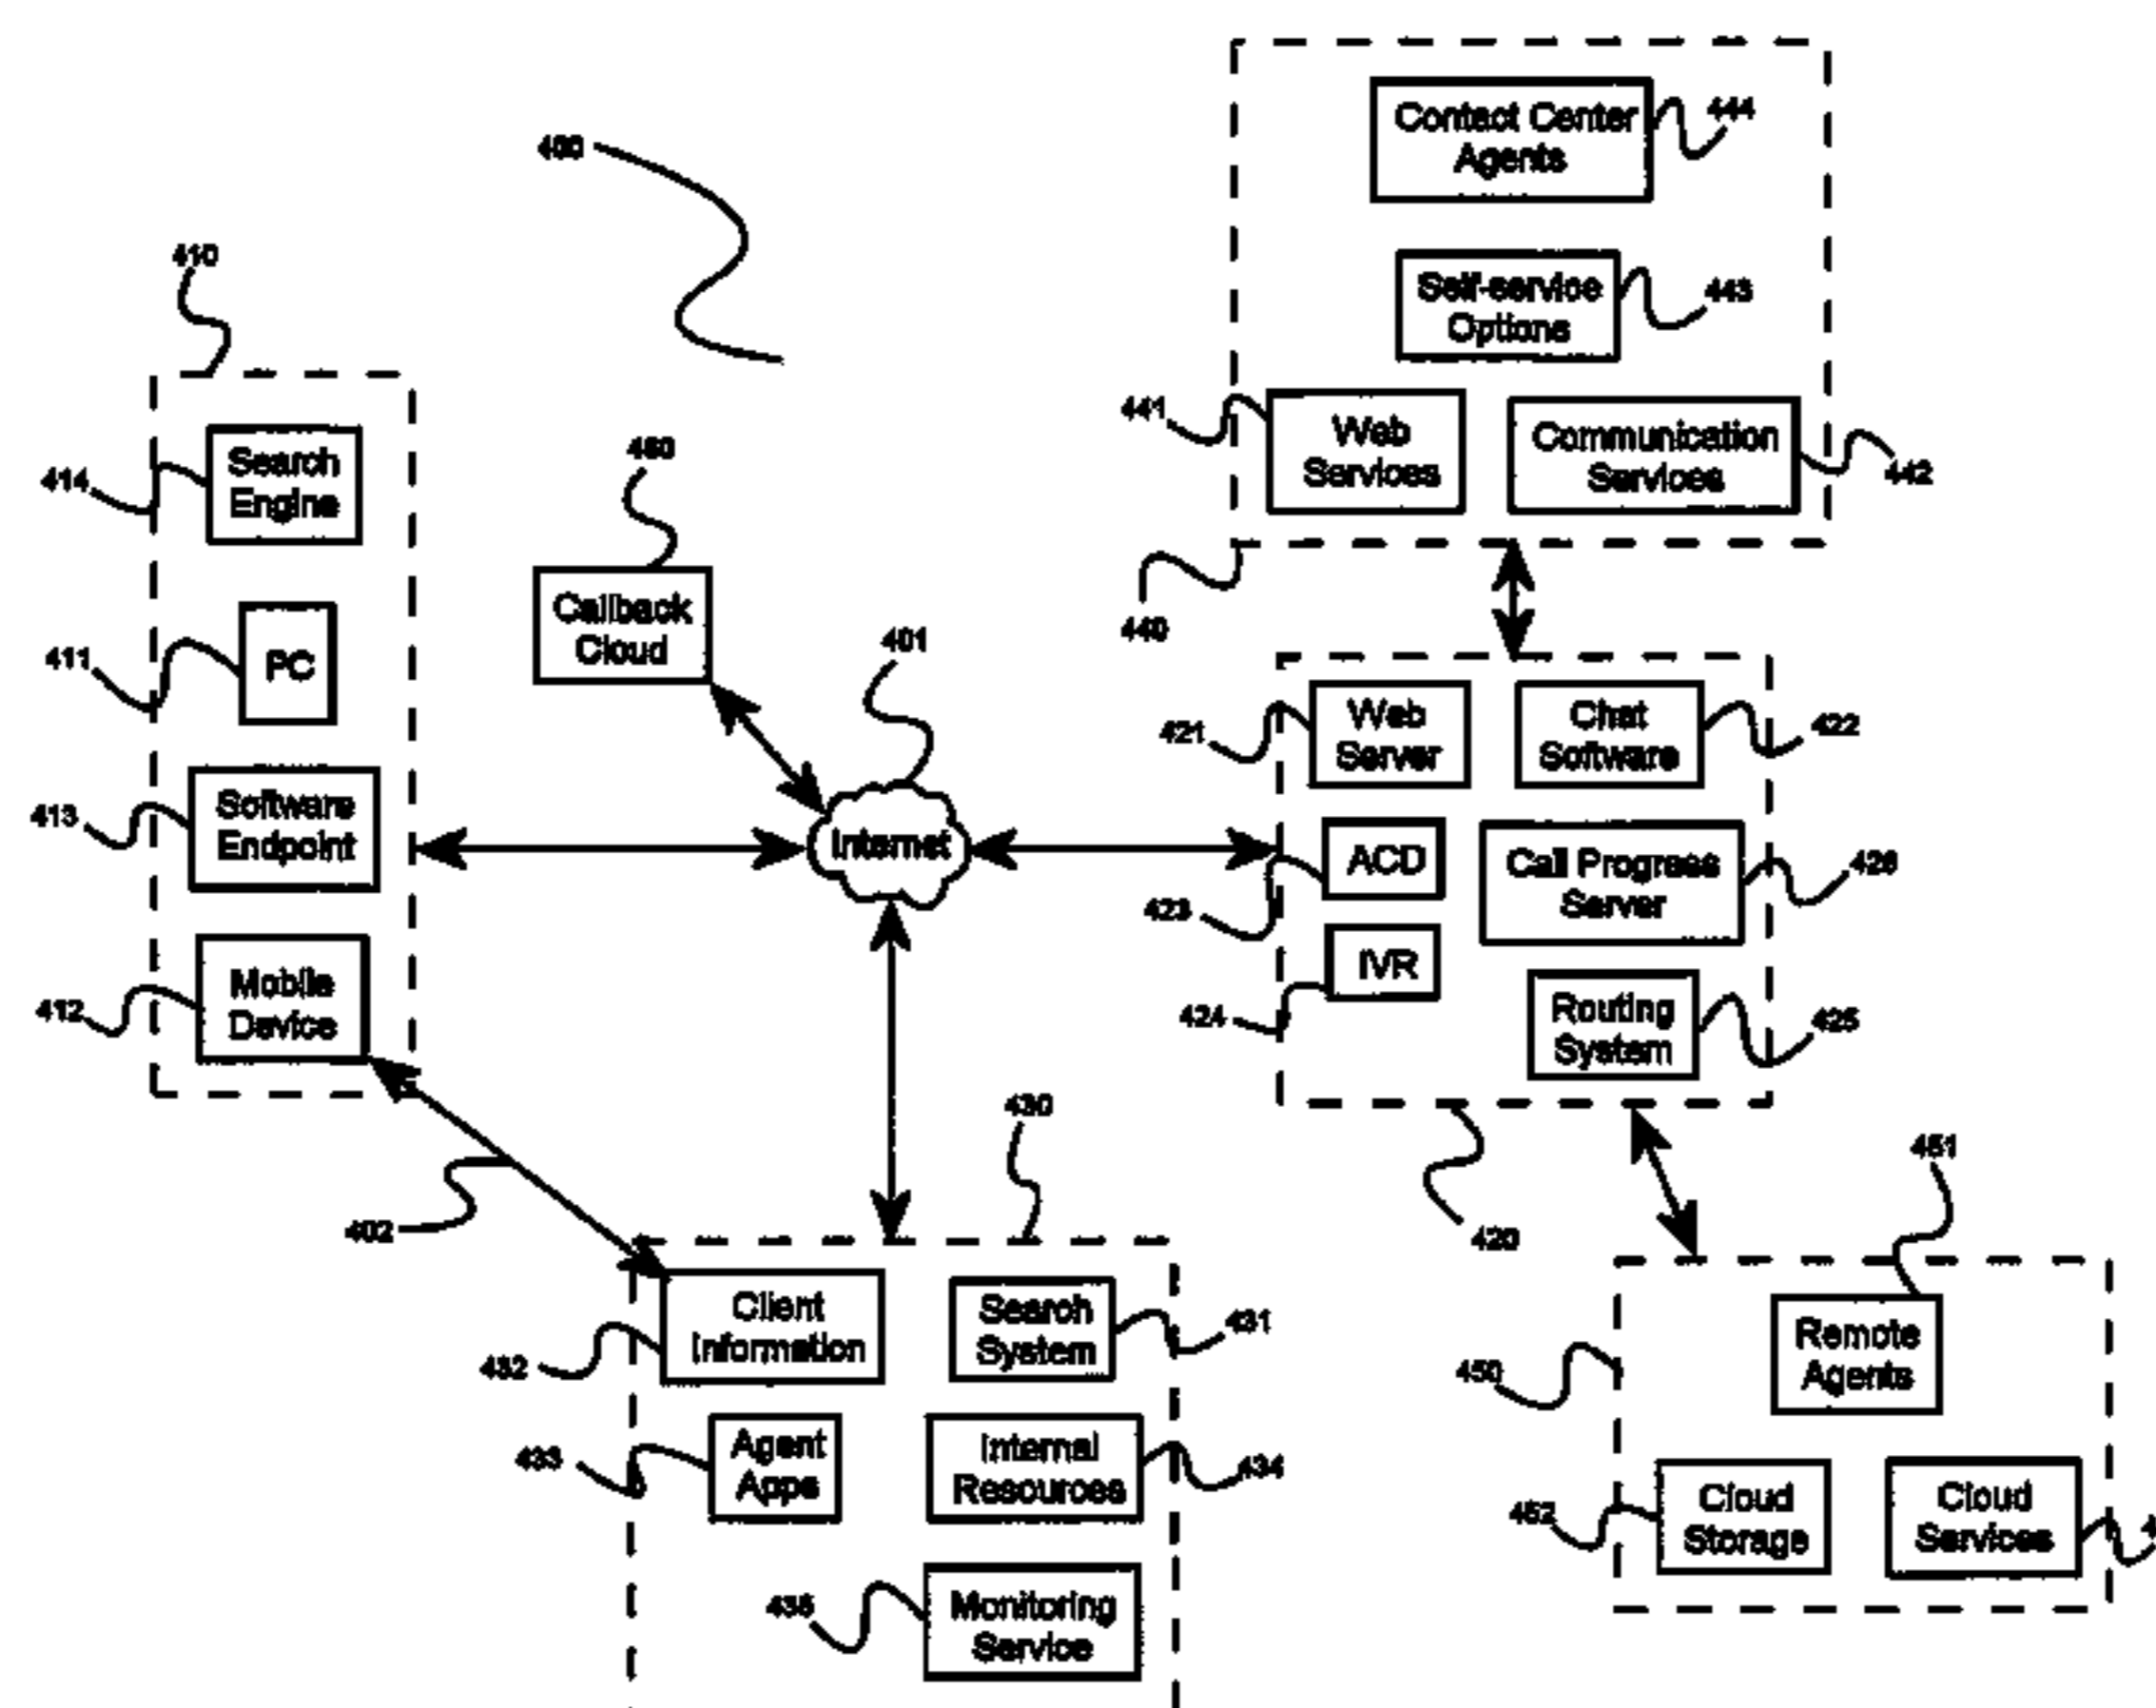 444
Contact Center
Agents
400
410
443
Self-service
Options
441
Web
Services
Communication
Services
442
414
Search
Engine
460
Callback
Cloud
440
401
411
PC
421
Web
Server
Chat
Software
422
413
Software
Endpoint
Internet
ACD
Call Progress
Server
426
423
IVR
424
412
Mobile
Device
Routing
System
425
430
451
402
420
Client
Information
Search
System
431
432
450
Remote
Agents
433
Agent
Apps
Internal
Resources
434
452
Cloud
Storage
Cloud
Services
435
Monitoring
Service